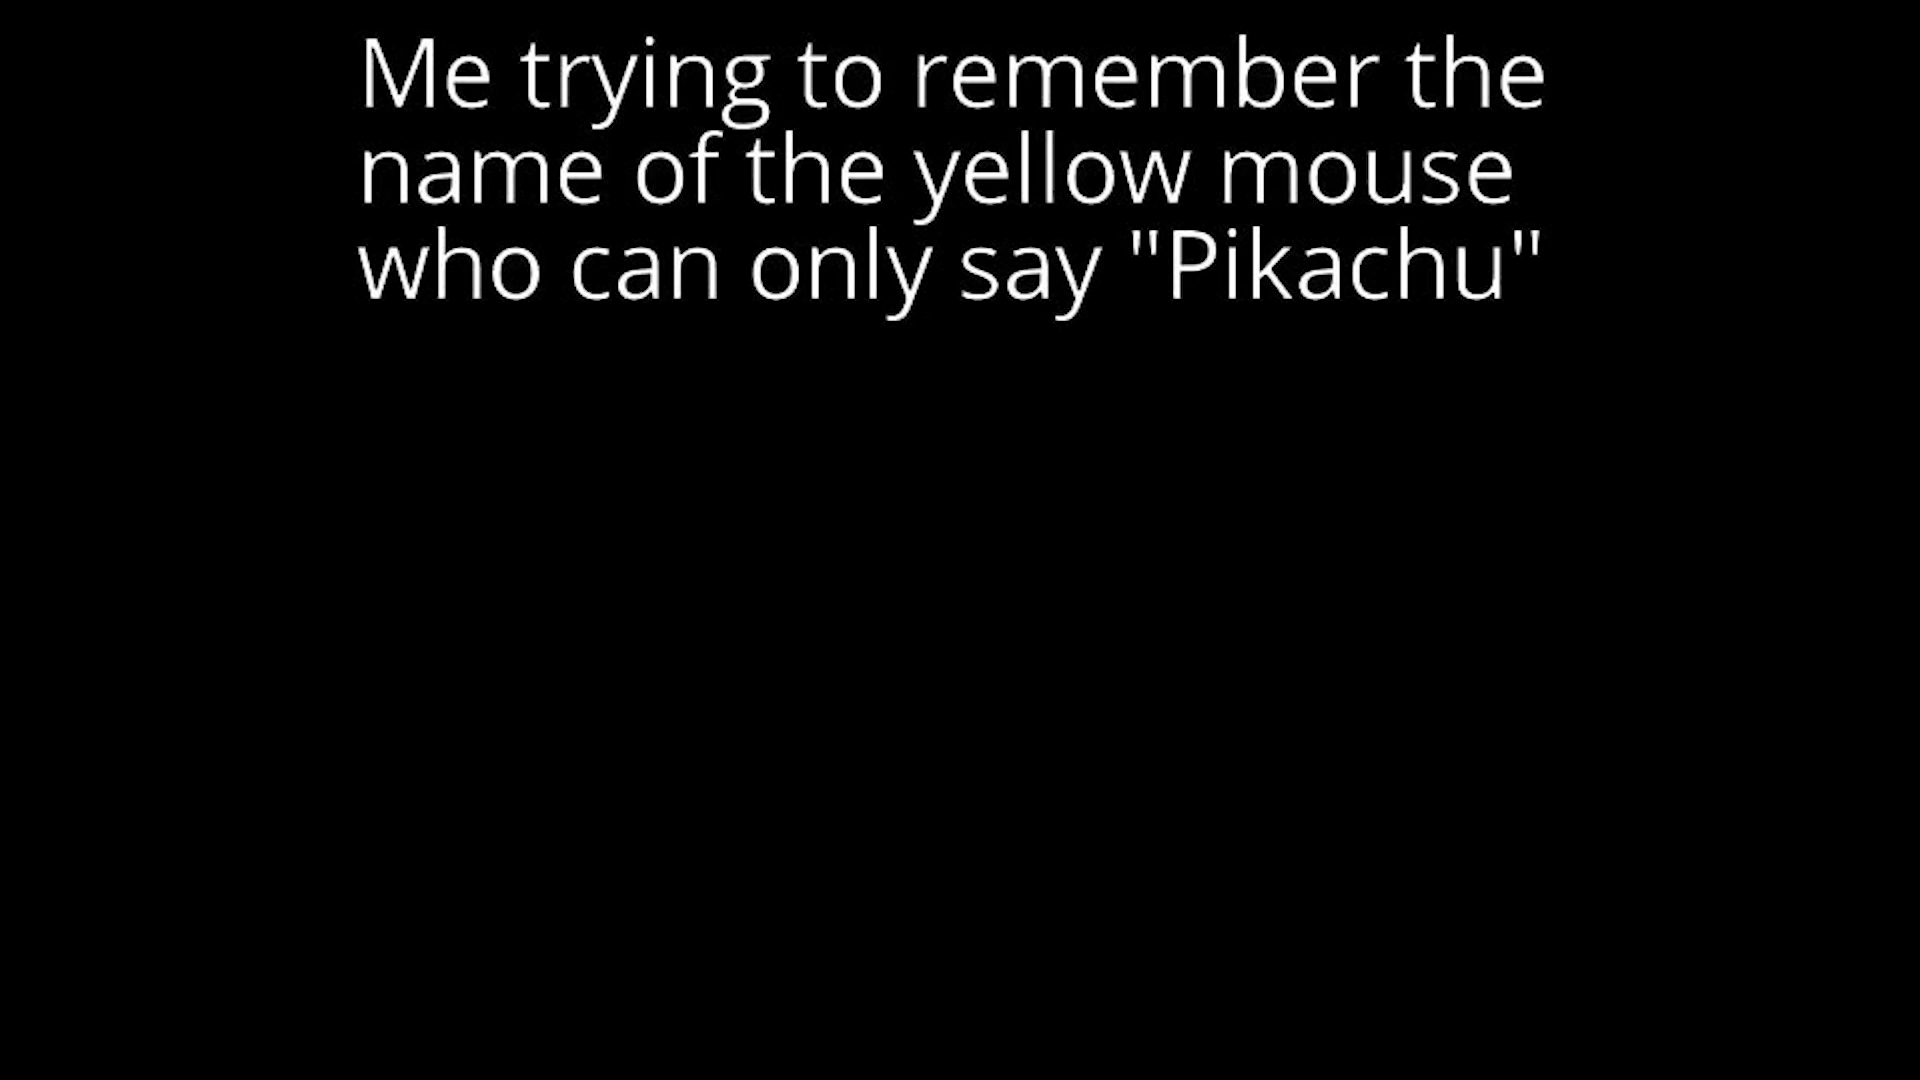 Me trying to remember the
name of the yellow mouse
who can only say "Pikachu"